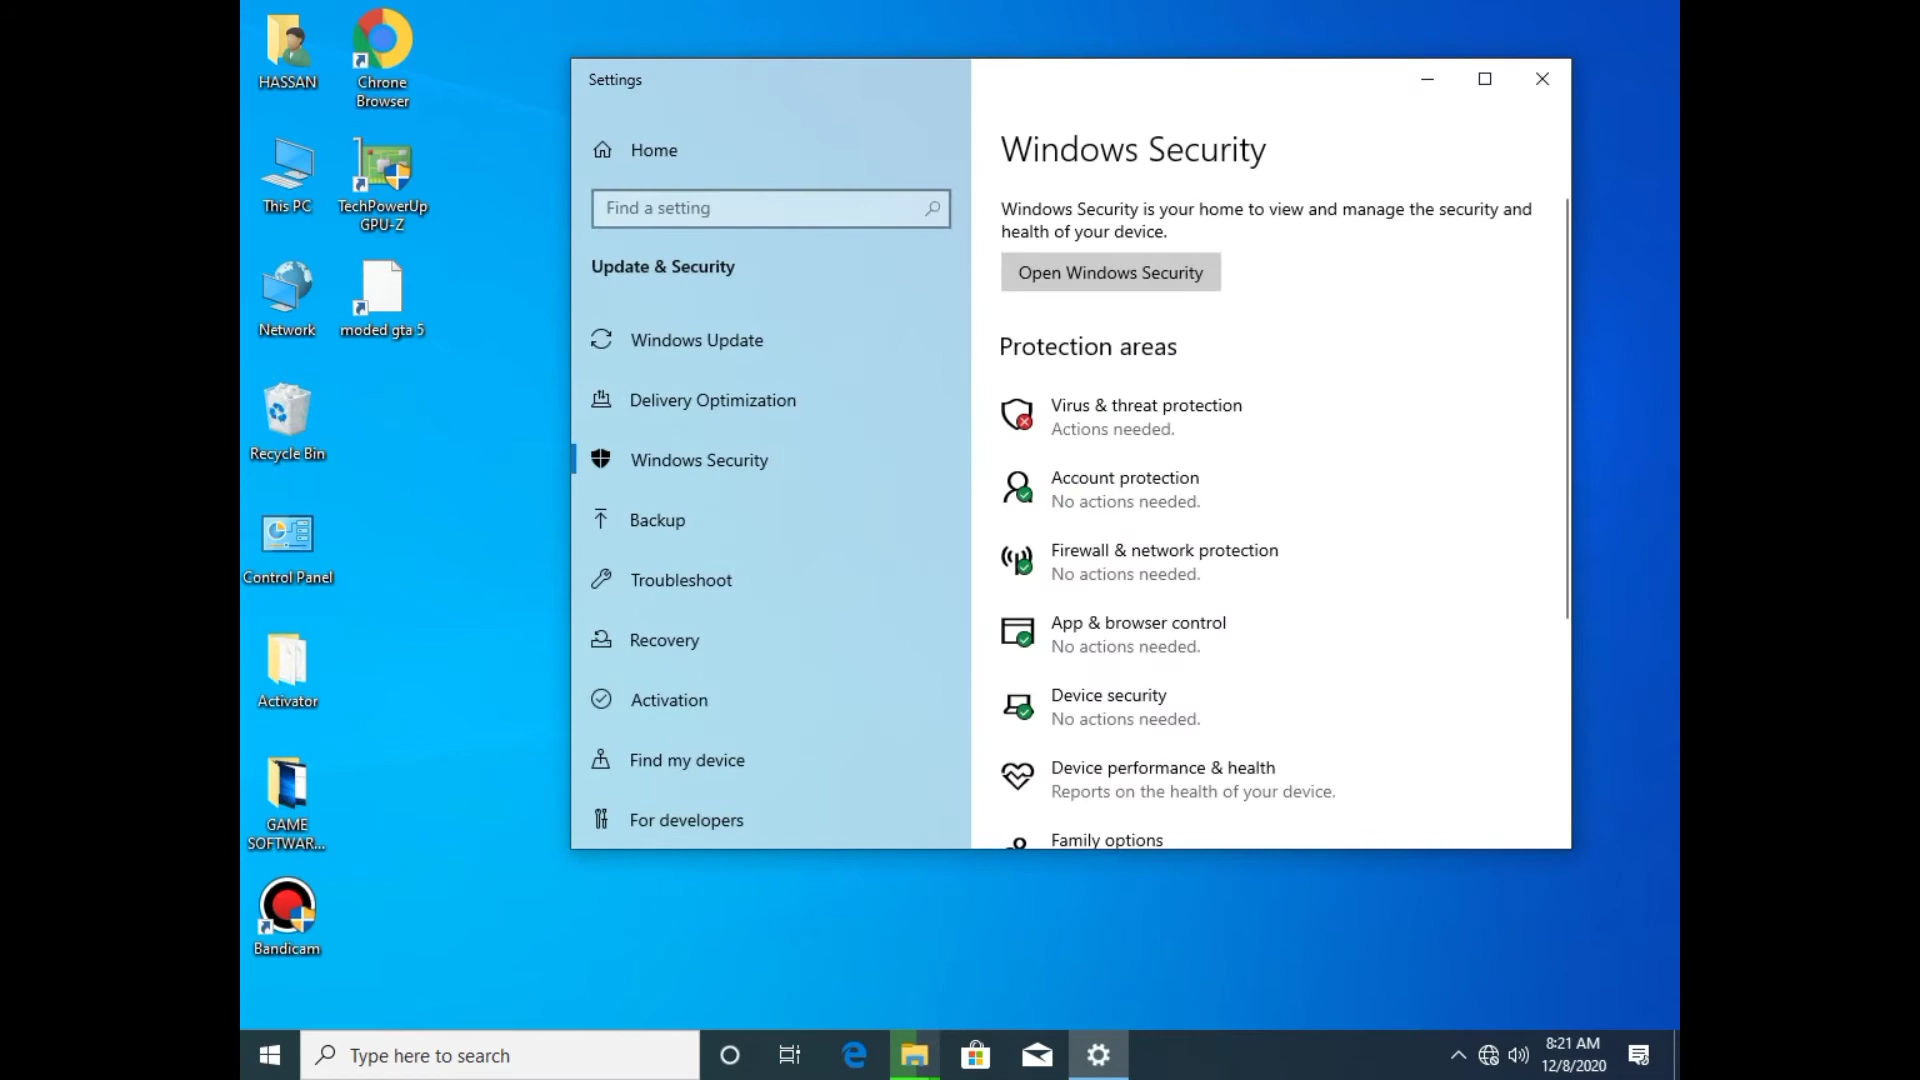 HASSAN
Chrone
Browser
This PC
TechPowerUp
GPU-Z
Network
moded gta 5
Recycle Bin
Control Panel
Activator
GAME
SOFTWAR...
Bandicam
Settings
Home
Find a setting
Update & Security
Windows Update
Delivery Optimization
Windows Security
Backup
Troubleshoot
Recovery
Activation
Find my device
For developers
Windows Security
Windows Security is your home to view and manage the security and
health of your device.
Open Windows Security
Protection areas
Virus & threat protection
Actions needed.
Account protection
No actions needed.
Firewall & network protection
No actions needed.
App & browser control
No actions needed.
Device security
No actions needed.
Device performance & health
Reports on the health of your device.
Family options
Type here to search
8:21 AM
12/8/2020